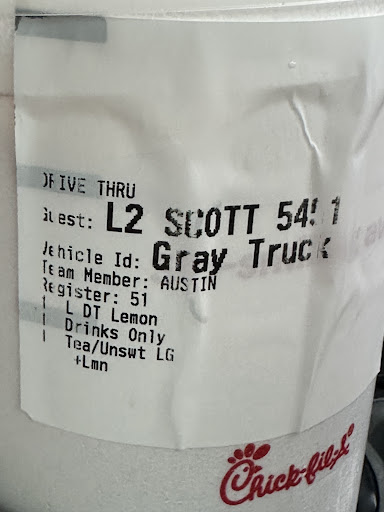 DRIVE THRU
Guest: L2 SCOTT 5451
Vehicle Id: Gray Truck
Team Member: AUSTIN
Register: 51
1 L DT Lemon
1 Drinks Only
1 Tea/Unswt LG
+Lmn
Chick-fil-A